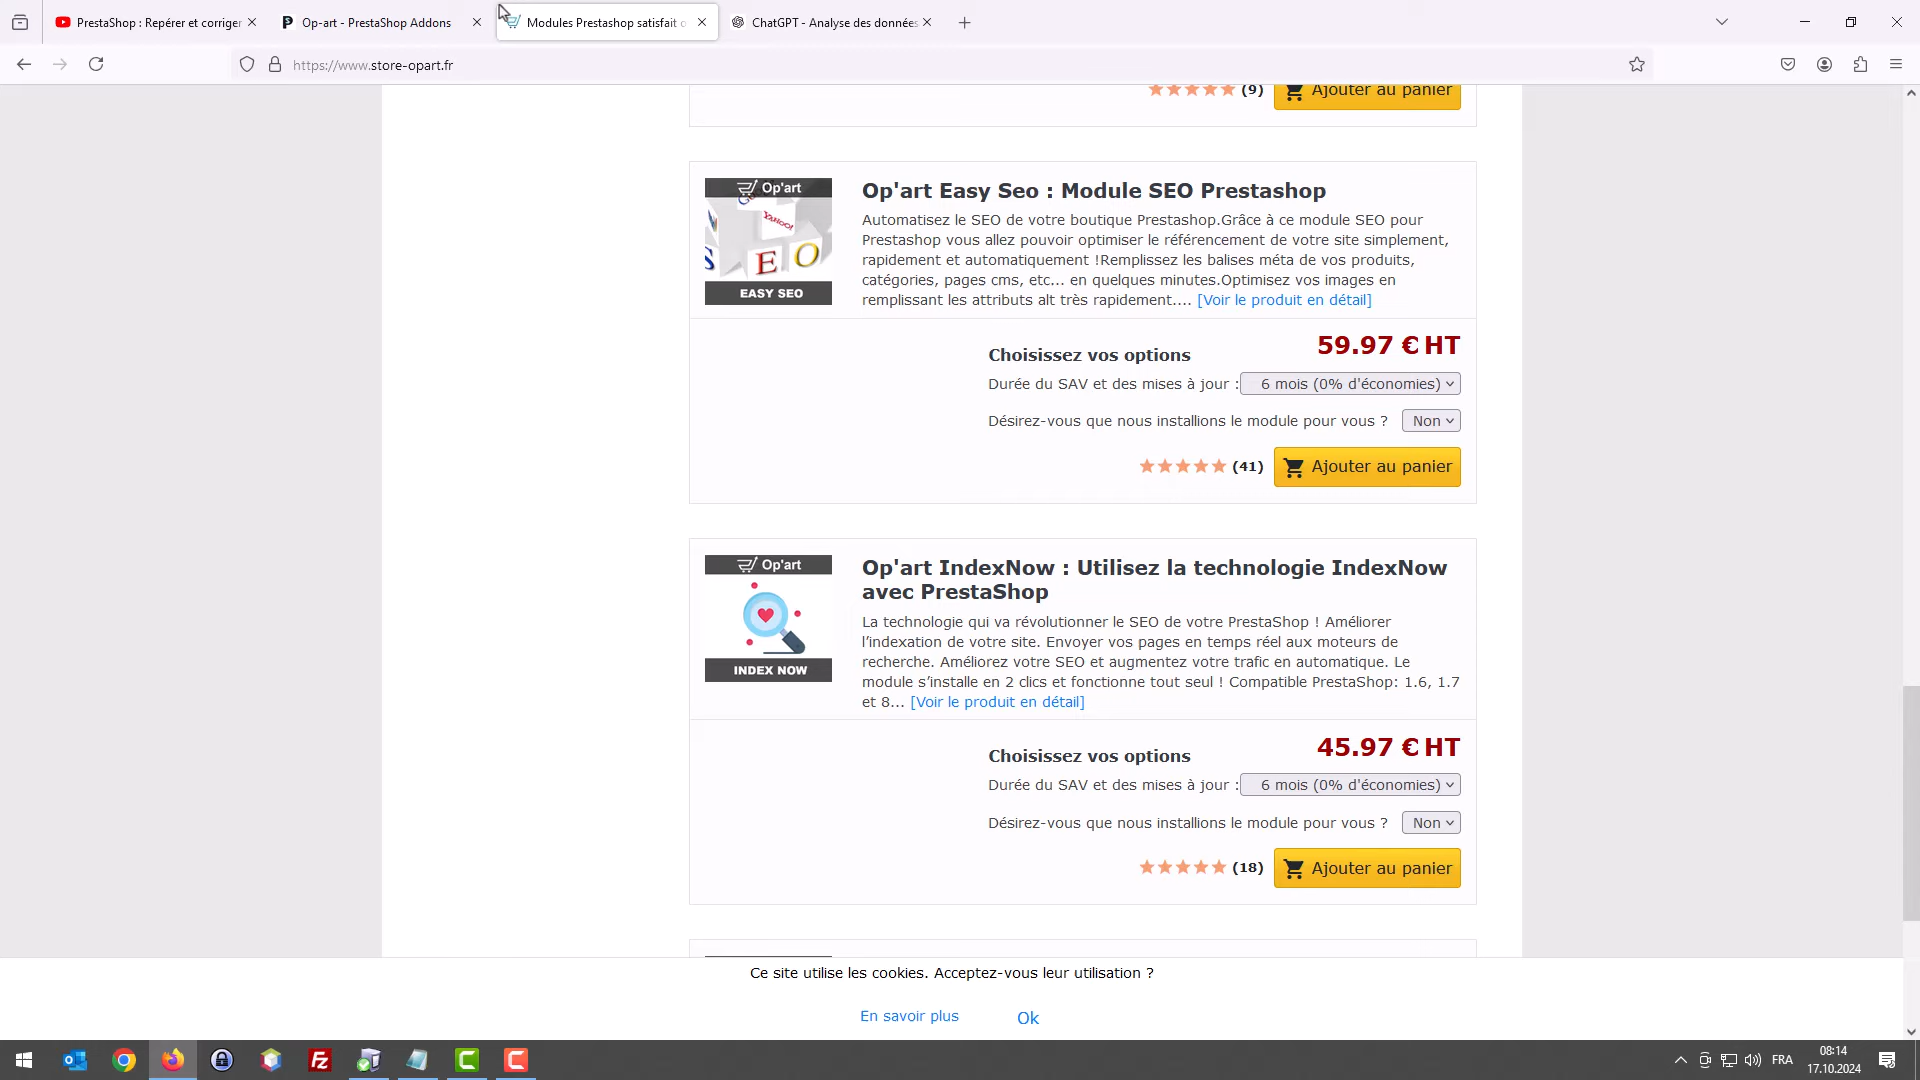 PrestaShop : Repérer et corriger
Op-art - PrestaShop Addons
Modules Prestashop satisfait o
ChatGPT - Analyse des données
https://www.store-opart.fr
(9)
Ajouter au panier
Op'art
SEO
EASY SEO
Op'art Easy Seo : Module SEO Prestashop
Automatisez le SEO de votre boutique Prestashop.Grâce à ce module SEO pour
Prestashop vous allez pouvoir optimiser le référencement de votre site simplement,
rapidement et automatiquement !Remplissez les balises méta de vos produits,
catégories, pages cms, etc... en quelques minutes.Optimisez vos images en
remplissant les attributs alt très rapidement.... [Voir le produit en détail]
59.97 € HT
Choisissez vos options
Durée du SAV et des mises à jour : 6 mois (0% d'économies)
Désirez-vous que nous installions le module pour vous ? Non
(41)
Ajouter au panier
Op'art
INDEX NOW
Op'art IndexNow : Utilisez la technologie IndexNow
avec PrestaShop
La technologie qui va révolutionner le SEO de votre PrestaShop ! Améliorer
l’indexation de votre site. Envoyer vos pages en temps réel aux moteurs de
recherche. Améliorez votre SEO et augmentez votre trafic en automatique. Le
module s’installe en 2 clics et fonctionne tout seul ! Compatible PrestaShop: 1.6, 1.7
et 8... [Voir le produit en détail]
45.97 € HT
Choisissez vos options
Durée du SAV et des mises à jour : 6 mois (0% d'économies)
Désirez-vous que nous installions le module pour vous ? Non
(18)
Ajouter au panier
Ce site utilise les cookies. Acceptez-vous leur utilisation ?
En savoir plus
Ok
FRA
08:14
17.10.2024